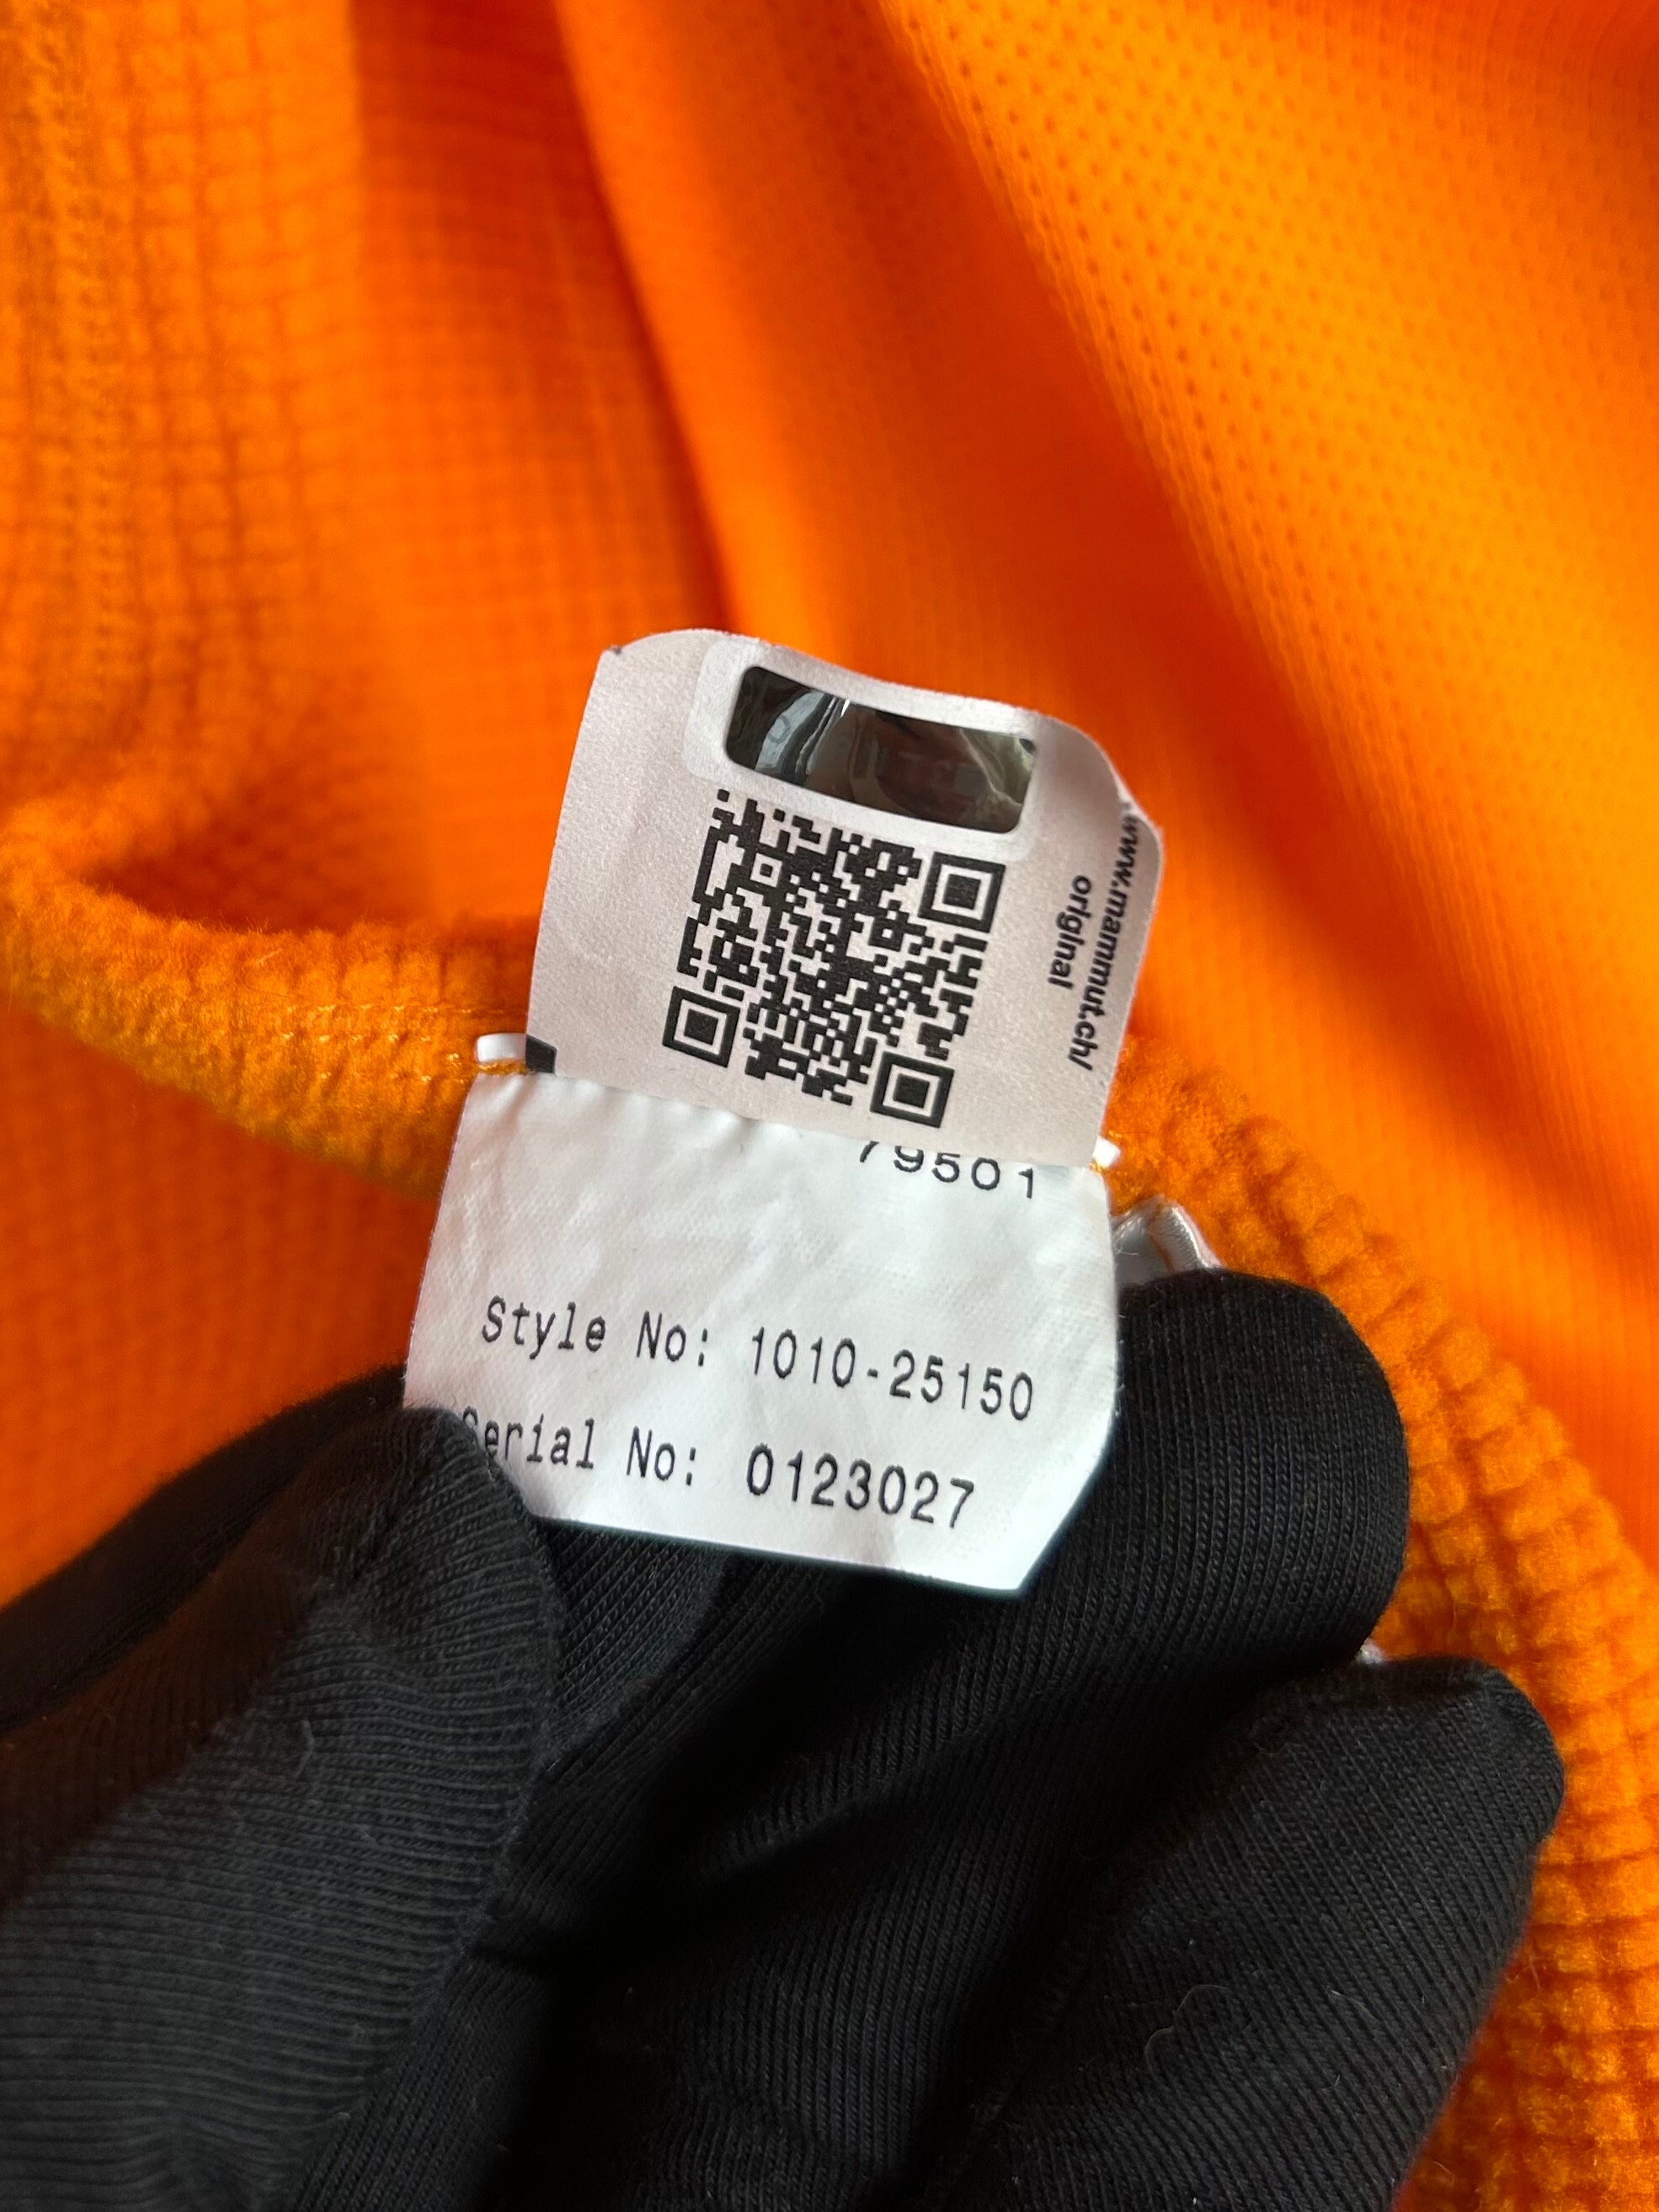 www.mammut.ch/
original
79501
Style No: 1010-25150
Serial No: 0123027